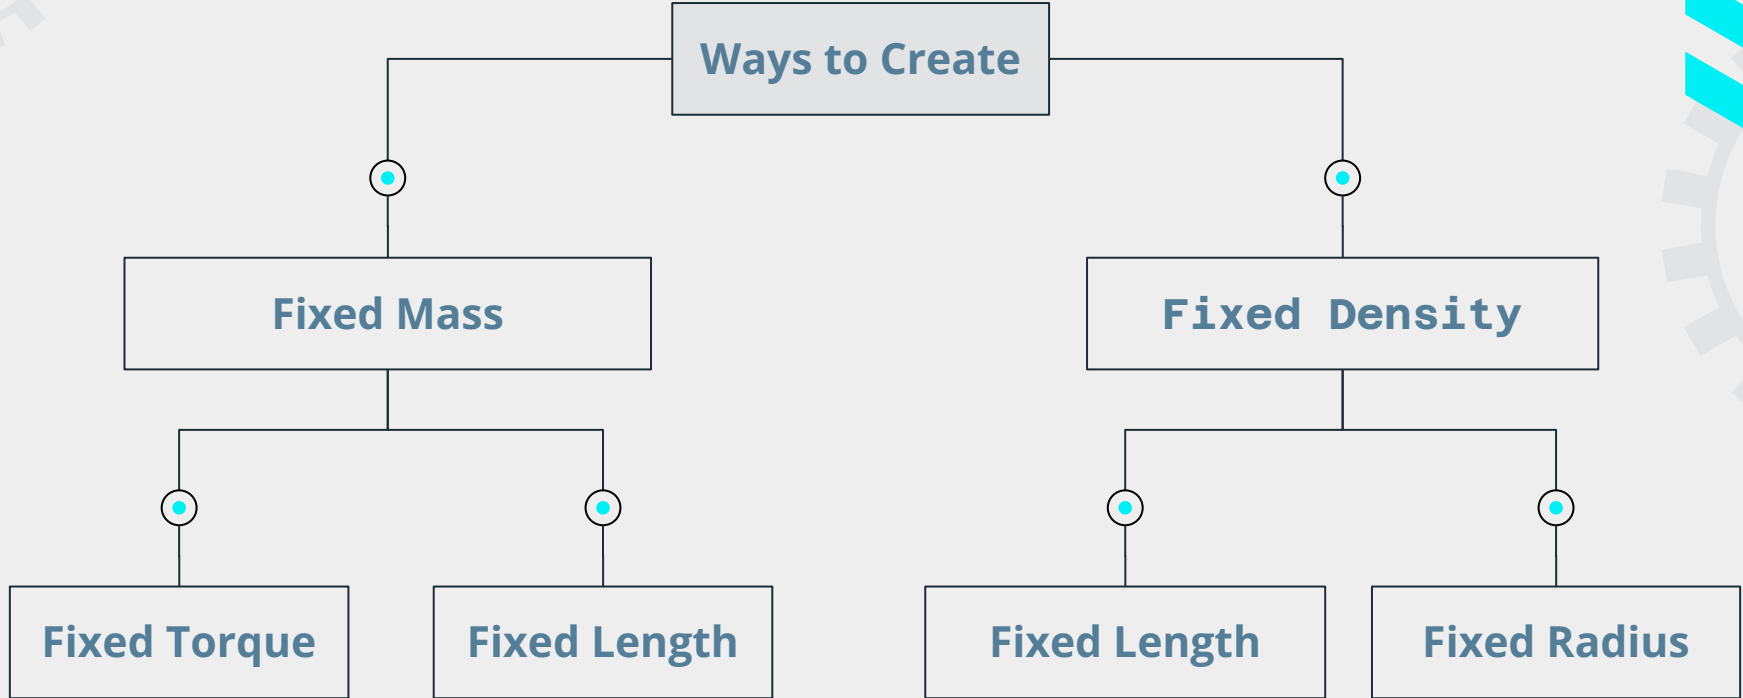 Ways to Create
Fixed Mass
Fixed Density
Fixed Torque
Fixed Length
Fixed Length
Fixed Radius